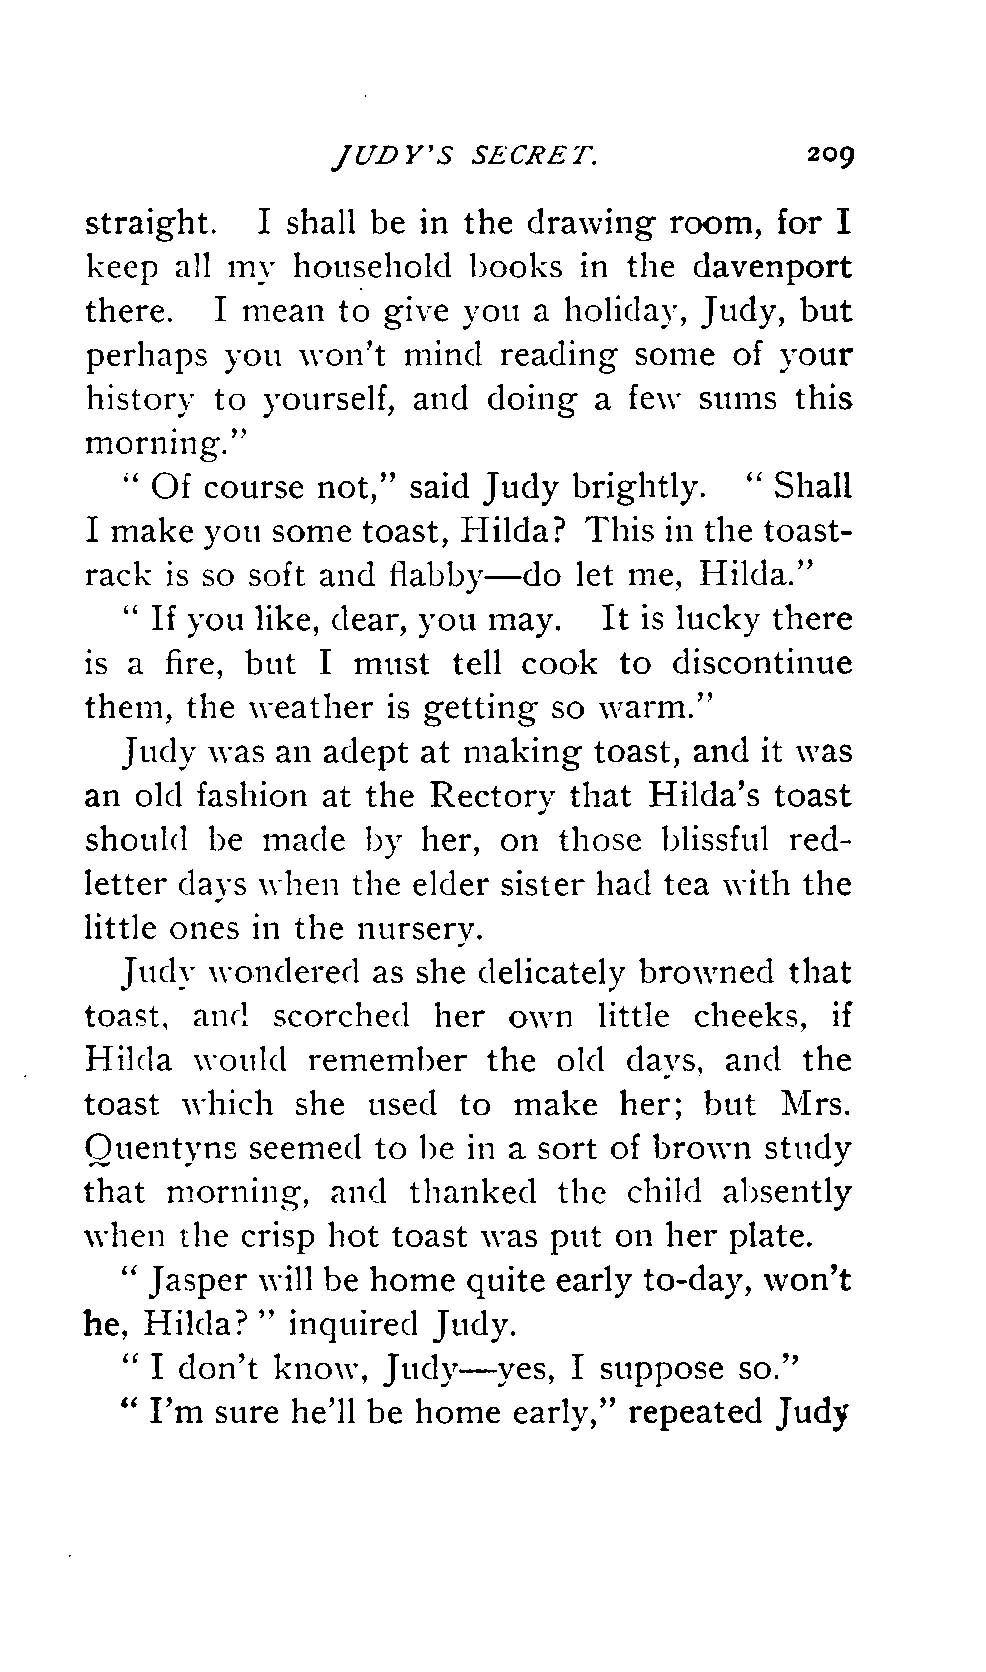 JUDY'S SECRET. 209
straight. I shall be in the drawing room, for I
keep all my household books in the davenport
there. I mean to give you a holiday, Judy, but
perhaps you won't mind reading some of your
history to yourself, and doing a few sums this
morning."
" Of course not," said Judy brightly. " Shall
I make you some toast, Hilda? This in the toast-
rack is so soft and flabby—do let me, Hilda."
" If you like, dear, you may. It is lucky there
is a fire, but I must tell cook to discontinue
them, the weather is getting so warm."
Judy was an adept at making toast, and it was
an old fashion at the Rectory that Hilda's toast
should be made by her, on those blissful red-
letter days when the elder sister had tea with the
little ones in the nursery.
Judy wondered as she delicately browned that
toast, and scorched her own little cheeks, if
Hilda would remember the old days, and the
toast which she used to make her; but Mrs.
Quentyns seemed to be in a sort of brown study
that morning, and thanked the child absently
when the crisp hot toast was put on her plate.
" Jasper will be home quite early to-day, won't
he, Hilda? " inquired Judy.
" I don't know, Judy—yes, I suppose so."
" I'm sure he'll be home early," repeated Judy